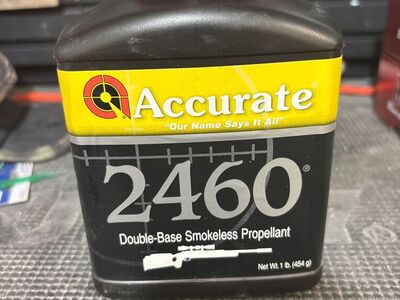 Accurate®
"Our Name Says It All"
2460®
Double-Base Smokeless Propellant
Net Wt. 1 lb. (454 g)